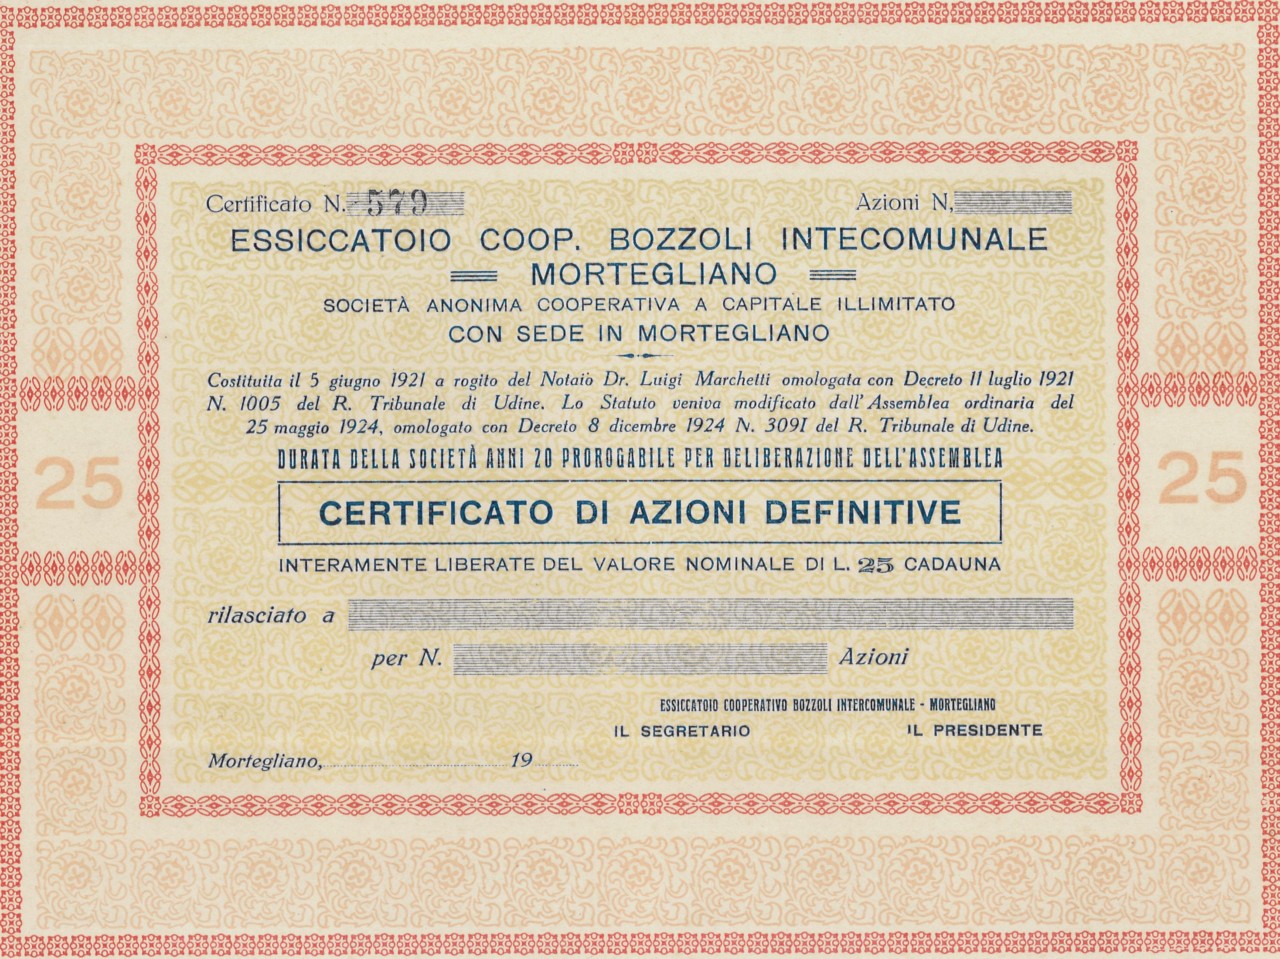 Certificato N. 579 Azioni N.
ESSICCATOIO COOP. BOZZOLI INTECOMUNALE
MORTEGLIANO
SOCIETÀ ANONIMA COOPERATIVA A CAPITALE ILLIMITATO
CON SEDE IN MORTEGLIANO
Costituita il 5 giugno 1921 a rogito del Notaio Dr. Luigi Marchetti omologata con Decreto 11 luglio 1921
N. 1005 del R. Tribunale di Udine. Lo Statuto veniva modificato dall'Assemblea ordinaria del
25 maggio 1924, omologato con Decreto 8 dicembre 1924 N. 3091 del R. Tribunale di Udine.
DURATA DELLA SOCIETÀ ANNI 20 PROROGABILE PER DELIBERAZIONE DELL'ASSEMBLEA
25
25
CERTIFICATO DI AZIONI DEFINITIVE
INTERAMENTE LIBERATE DEL VALORE NOMINALE DI L. 25 CADAUNA
rilasciato a
per N. Azioni
ESSICCATOIO COOPERATIVO BOZZOLI INTERCOMUNALE - MORTEGLIANO
IL SEGRETARIO IL PRESIDENTE
Mortegliano, 19